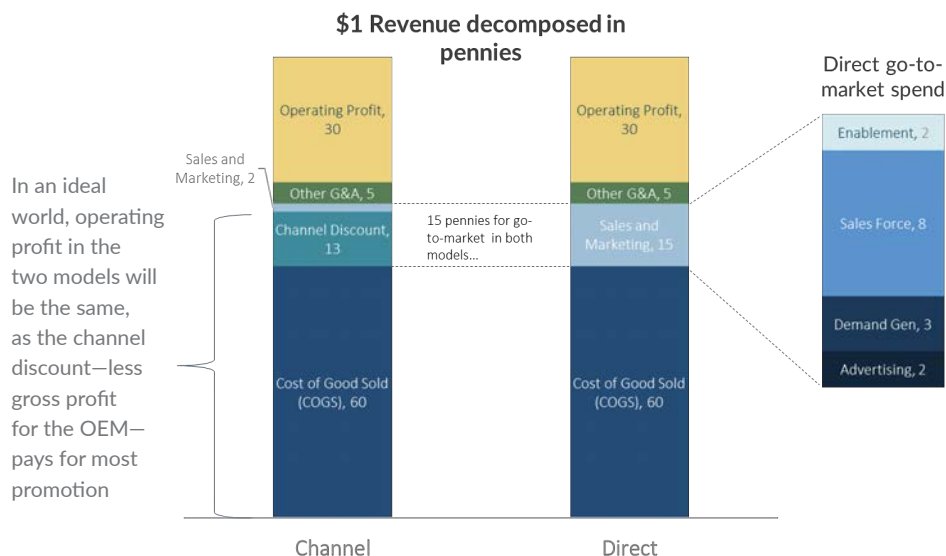 $1 Revenue decomposed in
pennies
In an ideal
world, operating
profit in the
two models will
be the same,
as the channel
discount—less
gross profit
for the OEM—
pays for most
promotion
Sales and
Marketing, 2
Operating Profit,
30
Other G&A, 5
Channel Discount,
13
Cost of Good Sold
(COGS), 60
Channel
15 pennies for go-
to-market in both
models...
Operating Profit,
30
Other G&A, 5
Sales and
Marketing, 15
Cost of Good Sold
(COGS), 60
Direct
Direct go-to-
market spend
Enablement, 2
Sales Force, 8
Demand Gen, 3
Advertising, 2